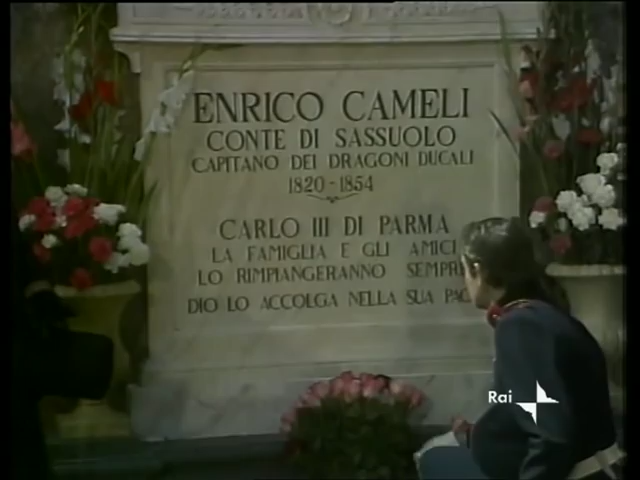 ENRICO CAMELI
CONTE DI SASSUOLO
CAPITANO DEI DRAGONI DUCALI
1820-1854
CARLO III DI PARMA
LA FAMIGLIA E GLI AMICI
LO RIMPIANGERANNO SEMPRE
DIO LO ACCOLGA NELLA SUA
Rai